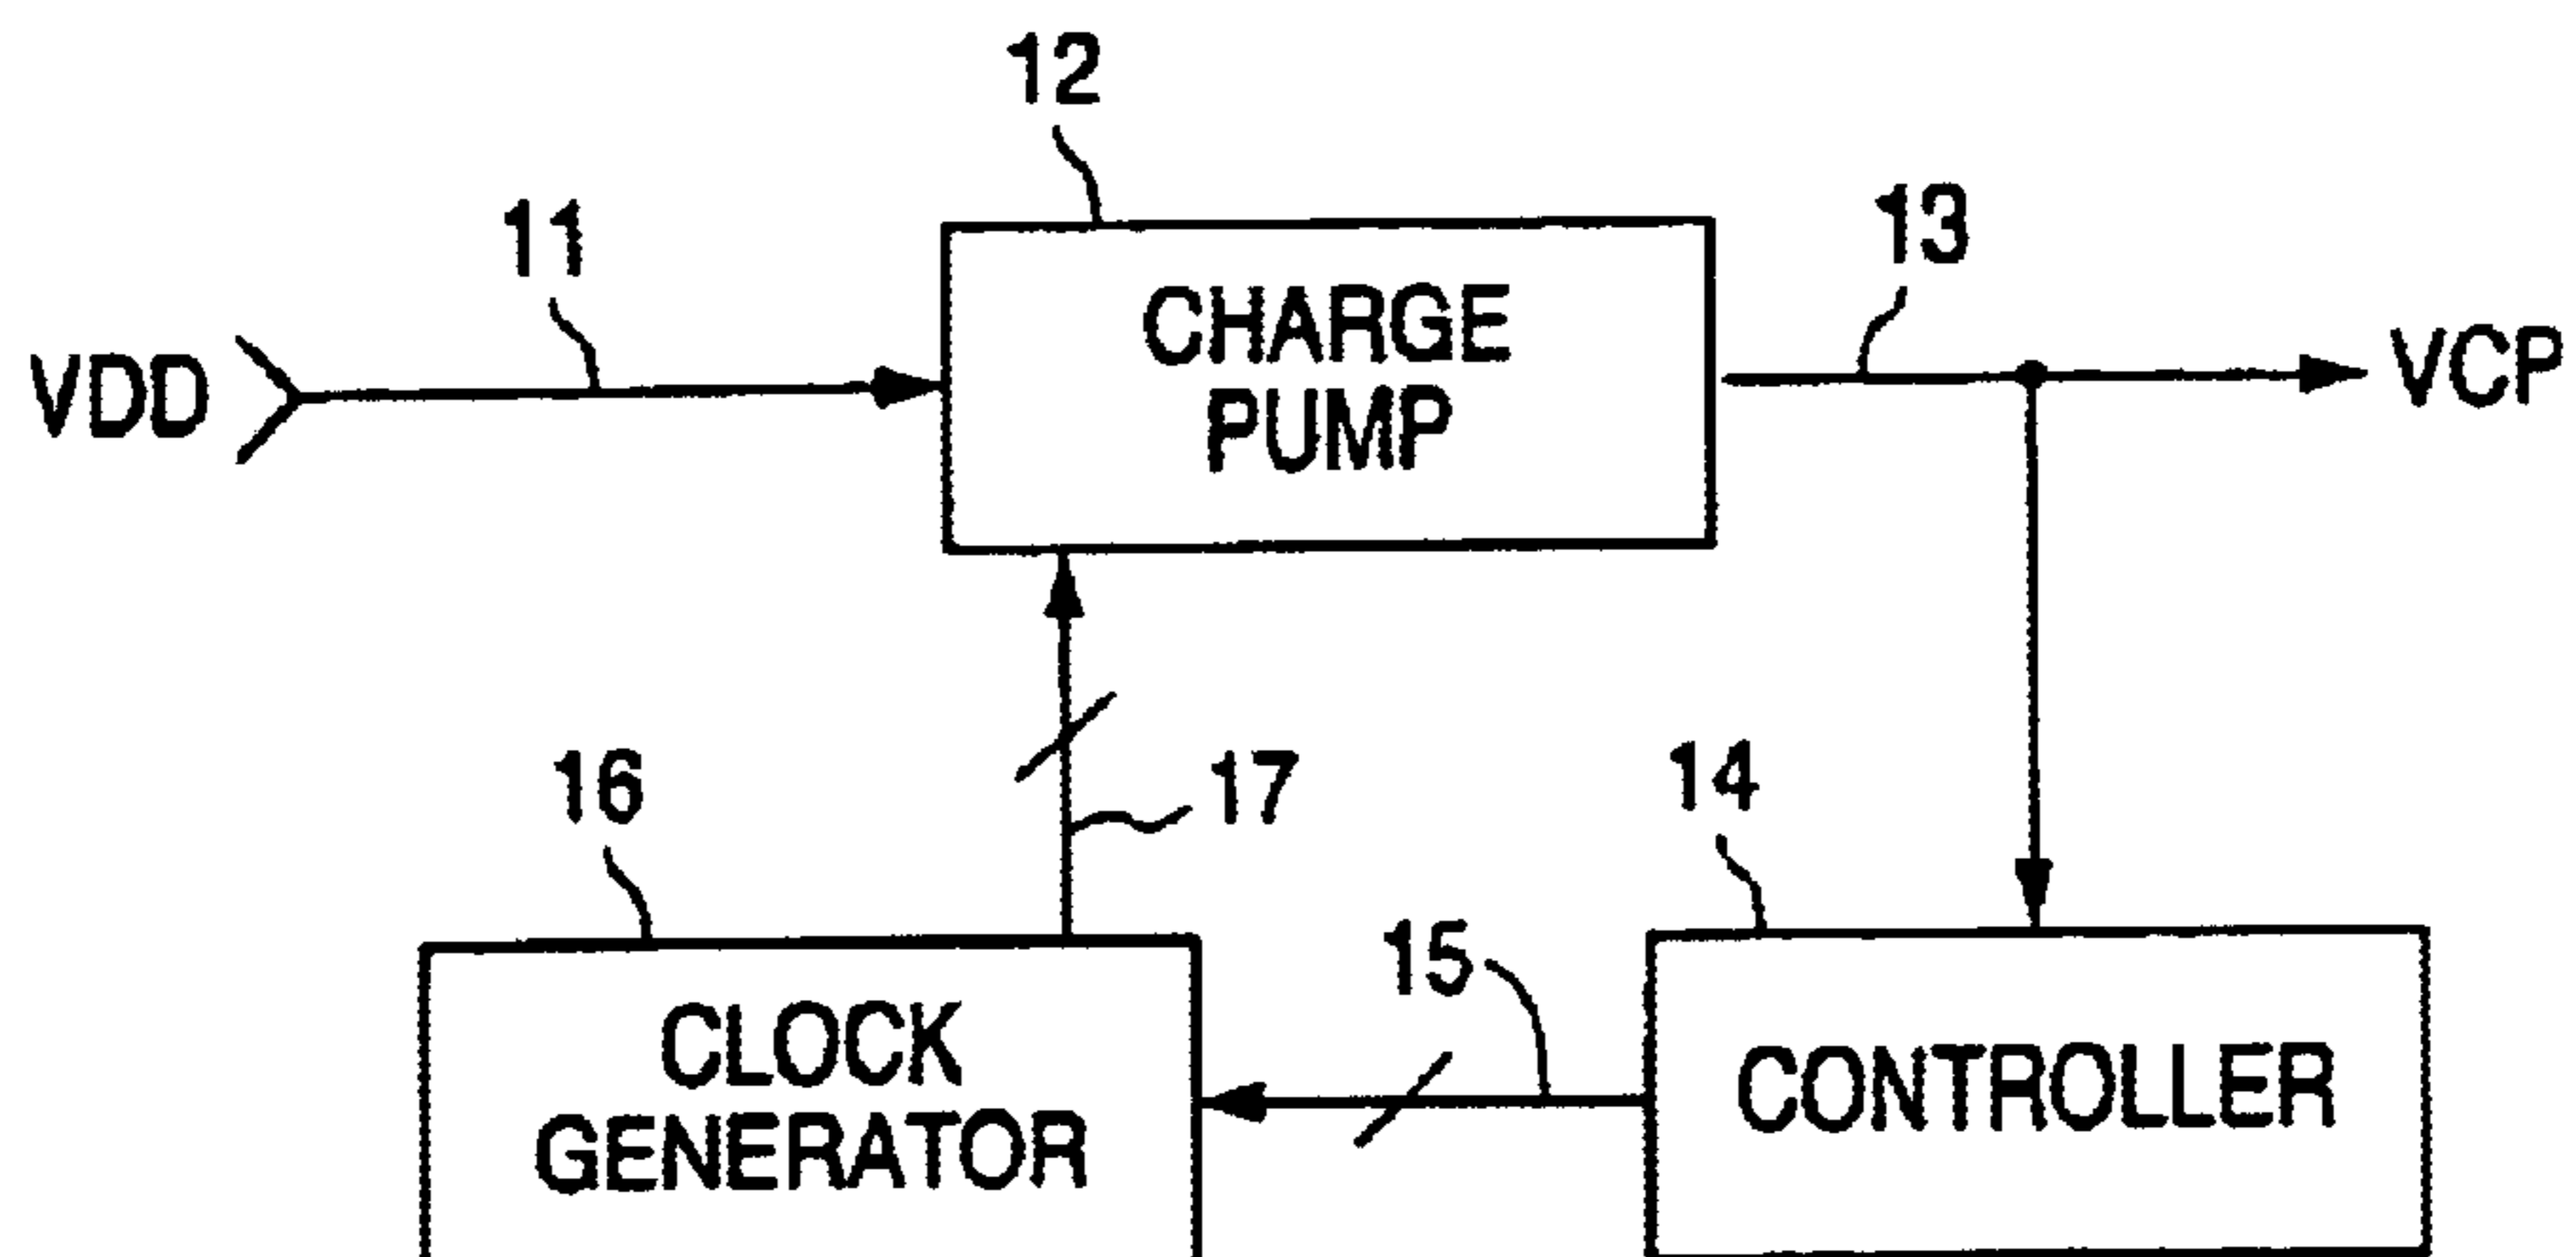 12
11
13
CHARGE
PUMP
VDD
VCP
16
17
14
15
CLOCK
GENERATOR
CONTROLLER